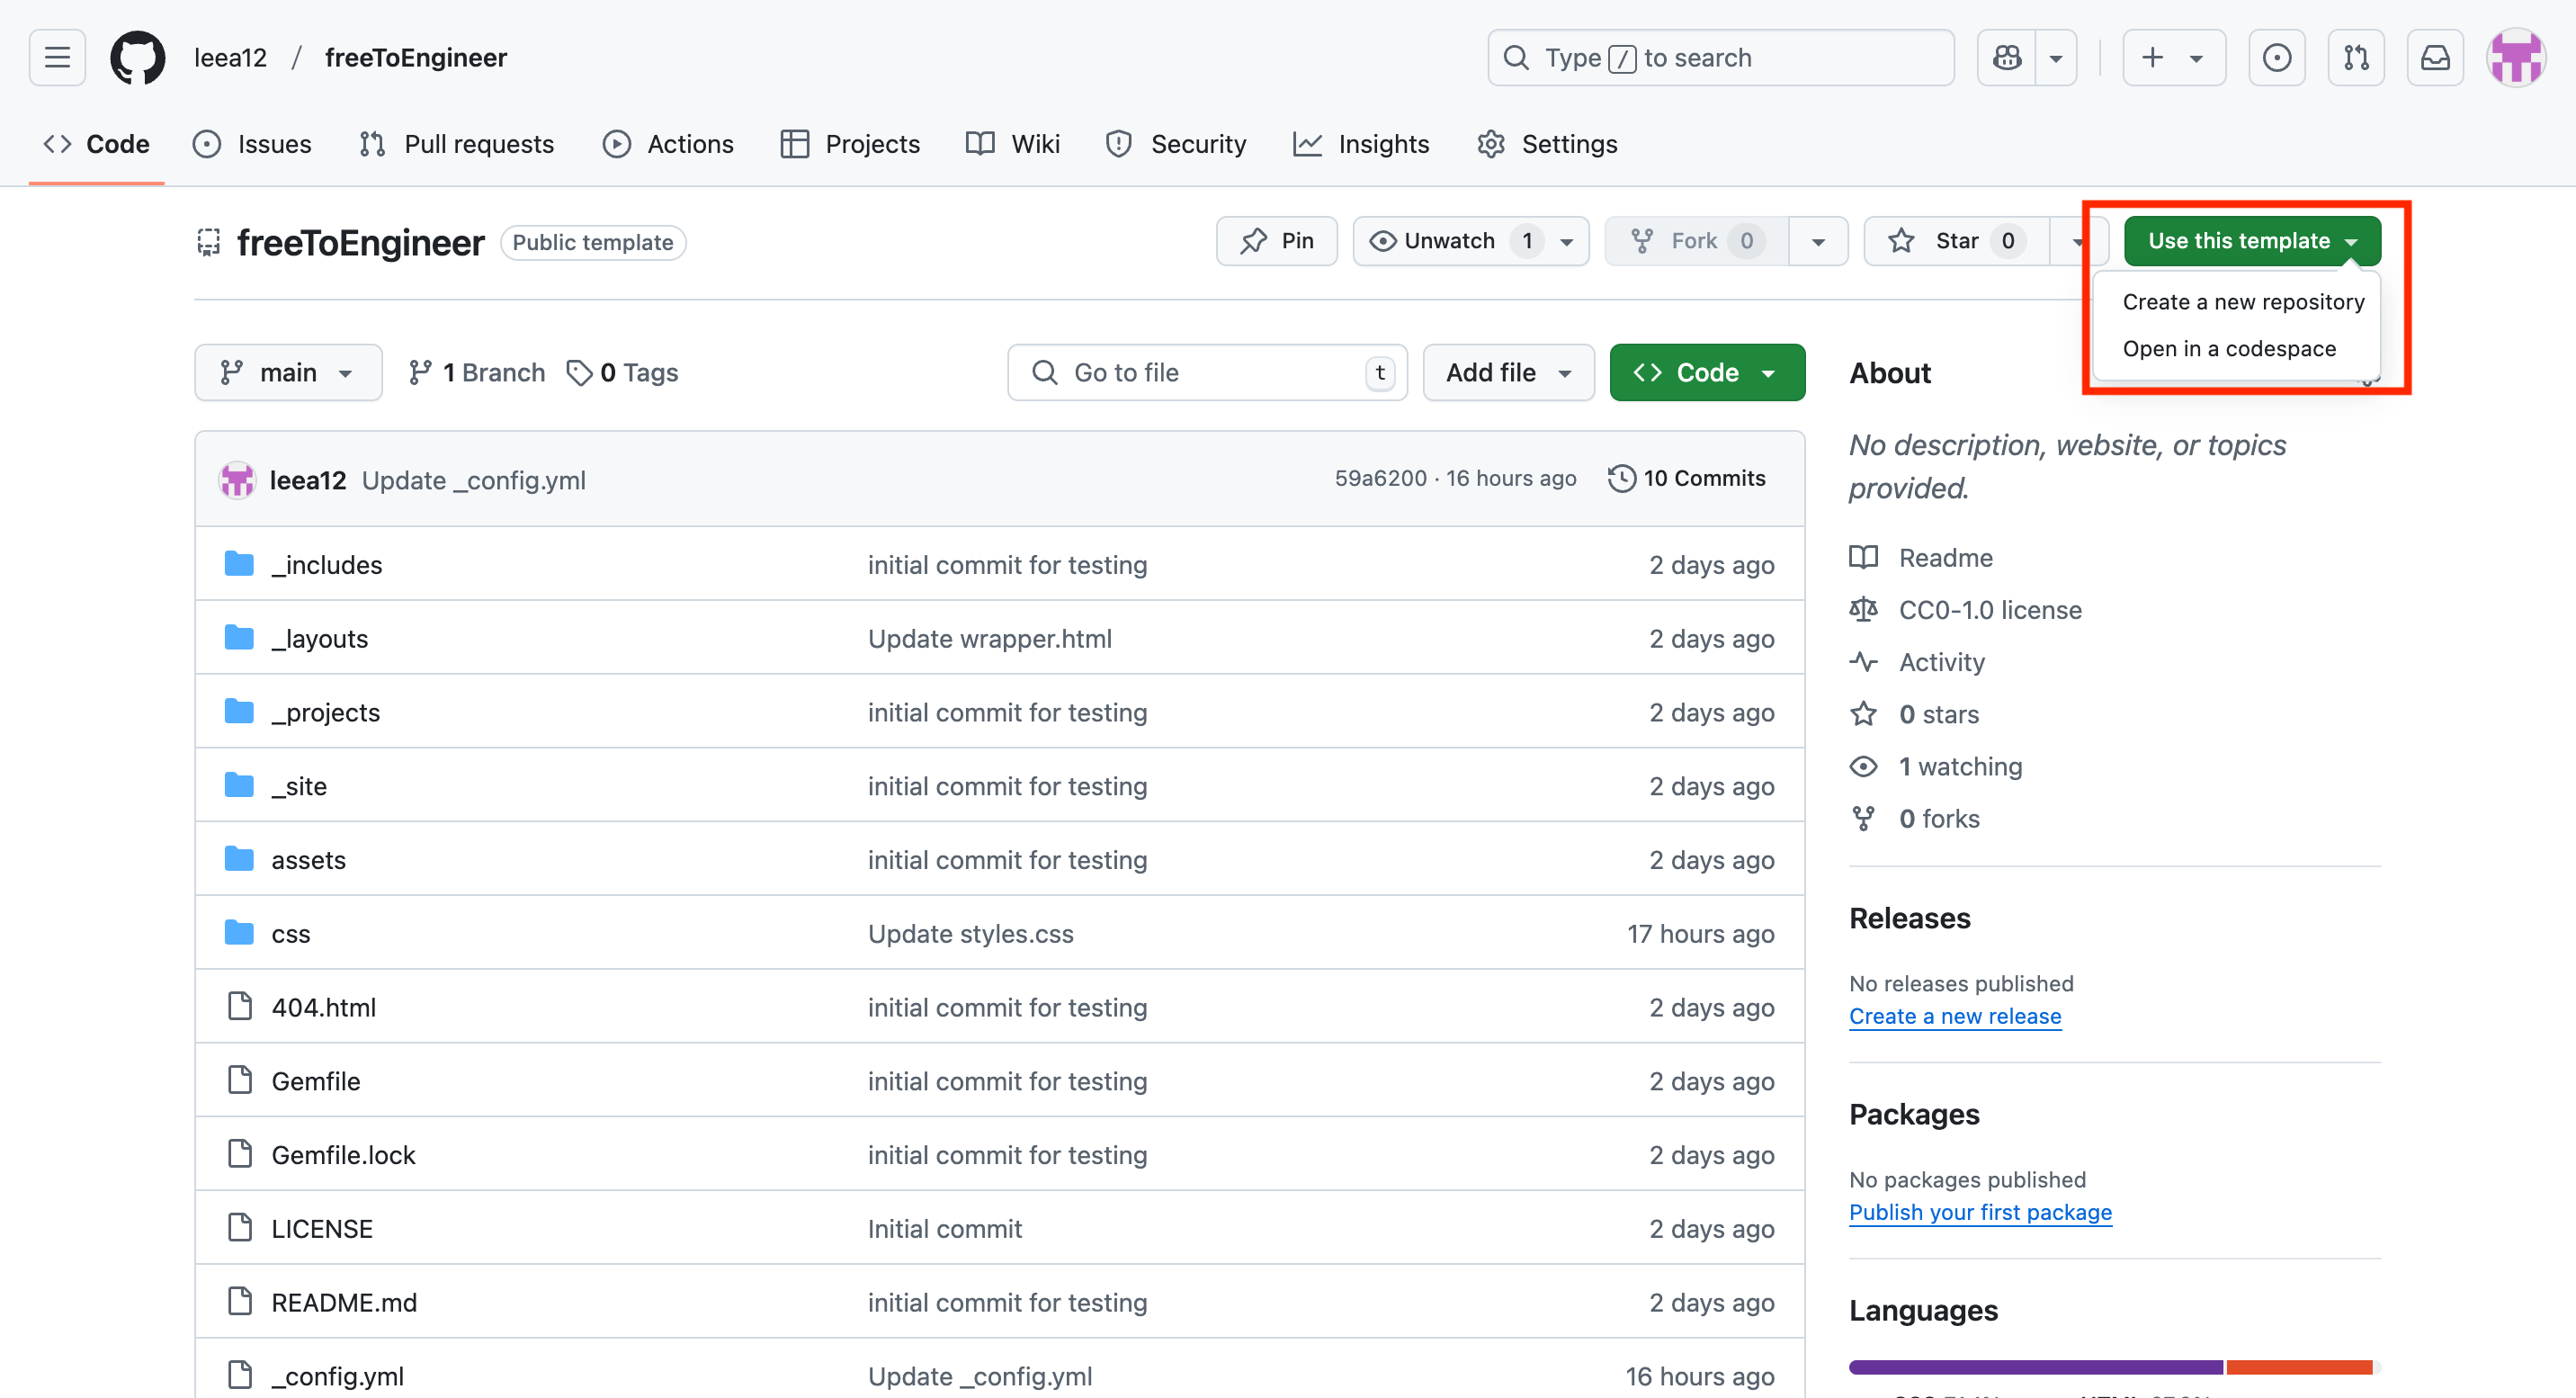 leea12 / freeToEngineer
Type / to search
Code Issues Pull requests Actions Projects Wiki Security Insights Settings
freeToEngineer Public template
Pin Unwatch 1 Fork 0 Star 0 Use this template
Create a new repository
Open in a codespace
main 1 Branch 0 Tags Go to file t Add file Code
leea12 Update _config.yml 59a6200 · 16 hours ago 10 Commits
_includes initial commit for testing 2 days ago
_layouts Update wrapper.html 2 days ago
_projects initial commit for testing 2 days ago
_site initial commit for testing 2 days ago
assets initial commit for testing 2 days ago
css Update styles.css 17 hours ago
404.html initial commit for testing 2 days ago
Gemfile initial commit for testing 2 days ago
Gemfile.lock initial commit for testing 2 days ago
LICENSE Initial commit 2 days ago
README.md initial commit for testing 2 days ago
_config.yml Update _config.yml 16 hours ago
About
No description, website, or topics
provided.
Readme
CC0-1.0 license
Activity
0 stars
1 watching
0 forks
Releases
No releases published
Create a new release
Packages
No packages published
Publish your first package
Languages